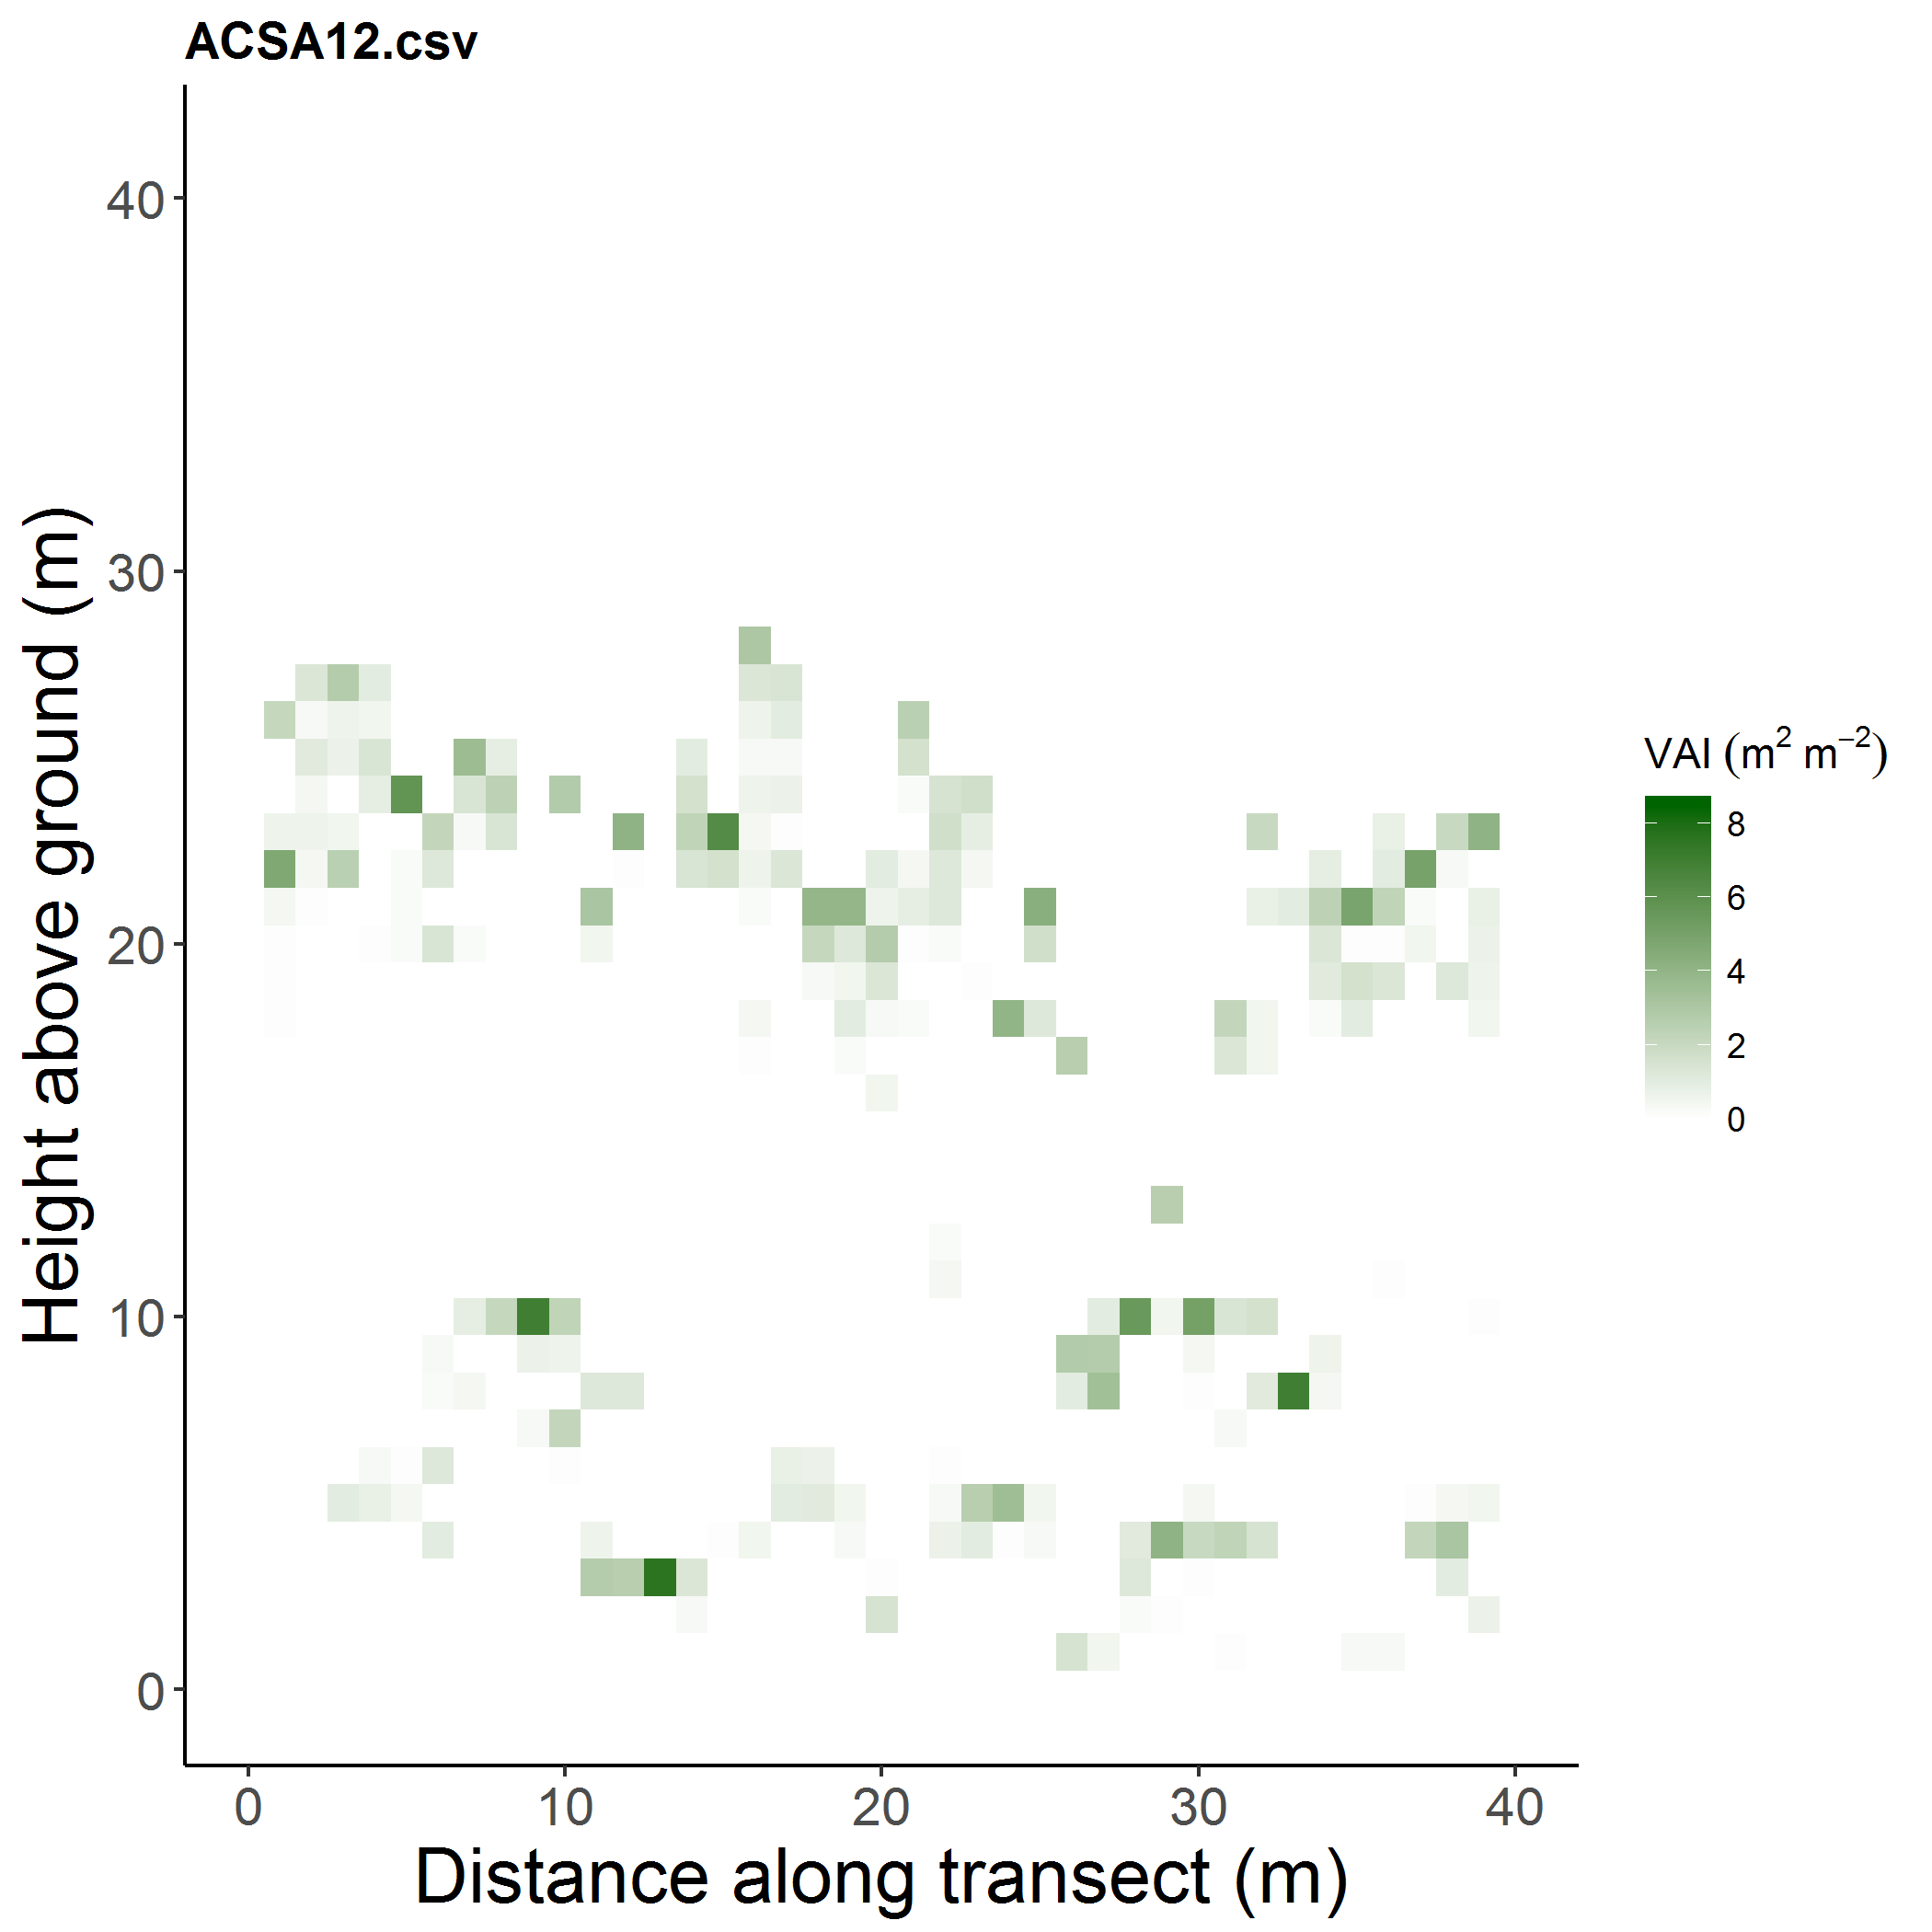 ACSA12.csv
40
30
20
10
0
Height above ground (m)
0 10 20 30 40
Distance along transect (m)
VAI (m² m⁻²)
8
6
4
2
0